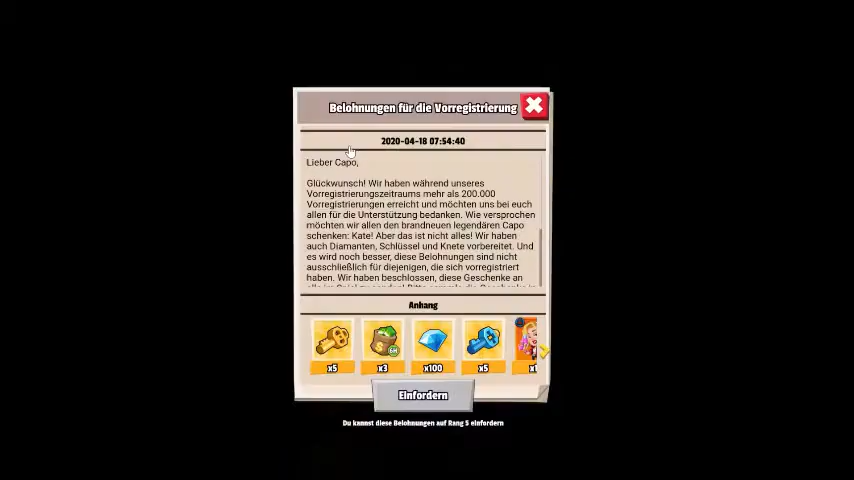 Belohnungen für die Vorregistrierung
2020-04-18 07:54:40
Lieber Capo,
Glückwunsch! Wir haben während unseres
Vorregistrierungszeitraums mehr als 200.000
Vorregistrierungen erreicht und möchten uns bei euch
allen für die Unterstützung bedanken. Wie versprochen
möchten wir allen den brandneuen legendären Capo
schenken: Kate! Aber das ist nicht alles! Wir haben
auch Diamanten, Schlüssel und Knete vorbereitet. Und
es wird noch besser, diese Belohnungen sind nicht
ausschließlich für diejenigen, die sich vorregistriert
haben. Wir haben beschlossen, diese Geschenke an
Anhang
x5
x3
x100
x5
Einfordern
Du kannst diese Belohnungen auf Rang 5 einfordern